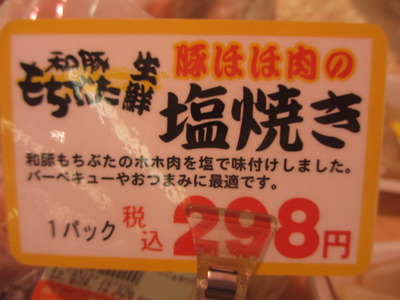 和豚 もちぶた 生鮮
豚ほほ肉の
塩焼き
和豚もちぶたのホホ肉を塩で味付けしました。
バーベキューやおつまみに最適です。
1パック 税込 298円